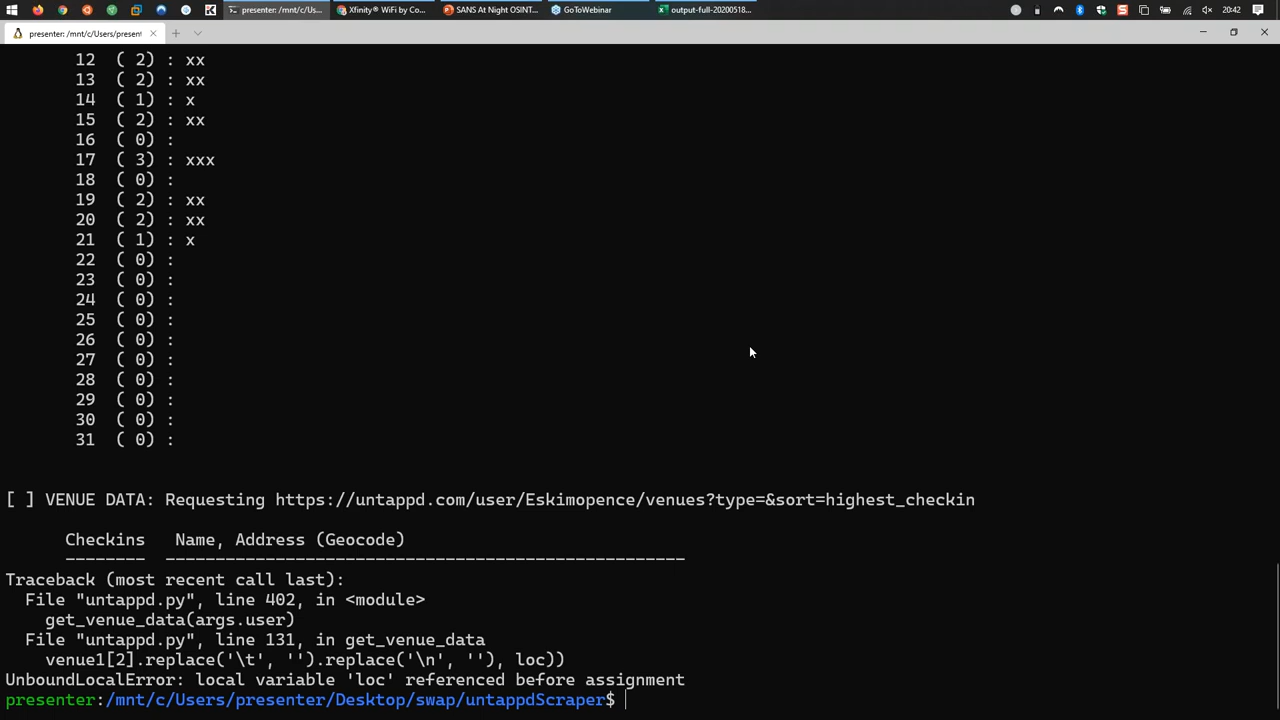 presenter: /mnt/c/Us...
Xfinity® WiFi by Co...
SANS At Night OSINT...
GoToWebinar
output-full-20200518...
20:42
presenter: /mnt/c/Users/present
12 ( 2) : xx
13 ( 2) : xx
14 ( 1) : x
15 ( 2) : xx
16 ( 0) :
17 ( 3) : xxx
18 ( 0) :
19 ( 2) : xx
20 ( 2) : xx
21 ( 1) : x
22 ( 0) :
23 ( 0) :
24 ( 0) :
25 ( 0) :
26 ( 0) :
27 ( 0) :
28 ( 0) :
29 ( 0) :
30 ( 0) :
31 ( 0) :
[ ] VENUE DATA: Requesting https://untappd.com/user/Eskimopence/venues?type=&sort=highest_checkin
Checkins Name, Address (Geocode)
-------- ----------------------------------------------------
Traceback (most recent call last):
File "untappd.py", line 402, in <module>
get_venue_data(args.user)
File "untappd.py", line 131, in get_venue_data
venue1[2].replace('\t', '').replace('\n', ''), loc))
UnboundLocalError: local variable 'loc' referenced before assignment
presenter:/mnt/c/Users/presenter/Desktop/swap/untappdScraper$